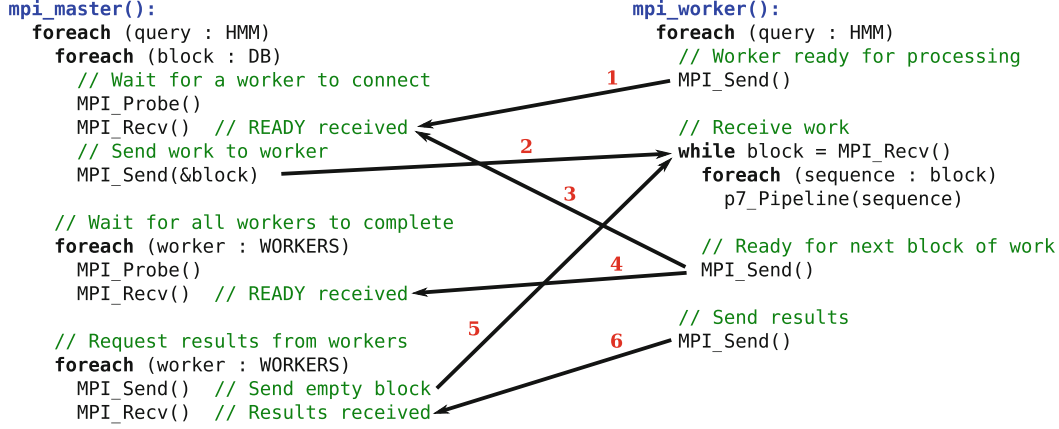 mpi_master():
foreach (query : HMM)
foreach (block : DB)
// Wait for a worker to connect
MPI_Probe()
MPI_Recv() // READY received
// Send work to worker
MPI_Send(&block)
// Wait for all workers to complete
foreach (worker : WORKERS)
MPI_Probe()
MPI_Recv() // READY received
// Request results from workers
foreach (worker : WORKERS)
MPI_Send() // Send empty block
MPI_Recv() // Results received
1
2
3
4
5
6
mpi_worker():
foreach (query : HMM)
// Worker ready for processing
MPI_Send()
// Receive work
while block = MPI_Recv()
foreach (sequence : block)
p7_Pipeline(sequence)
// Ready for next block of work
MPI_Send()
// Send results
MPI_Send()